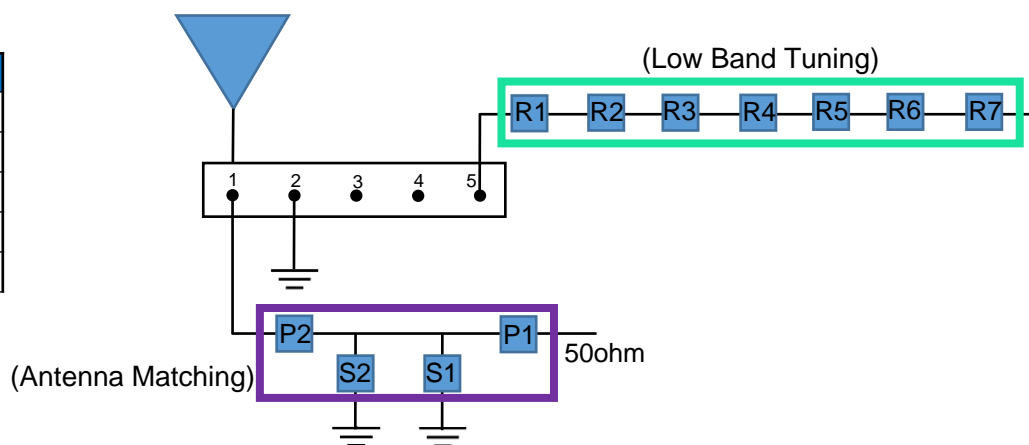 (Low Band Tuning)
R1 R2 R3 R4 R5 R6 R7
1 2 3 4 5
P2 P1
50ohm
S2 S1
(Antenna Matching)